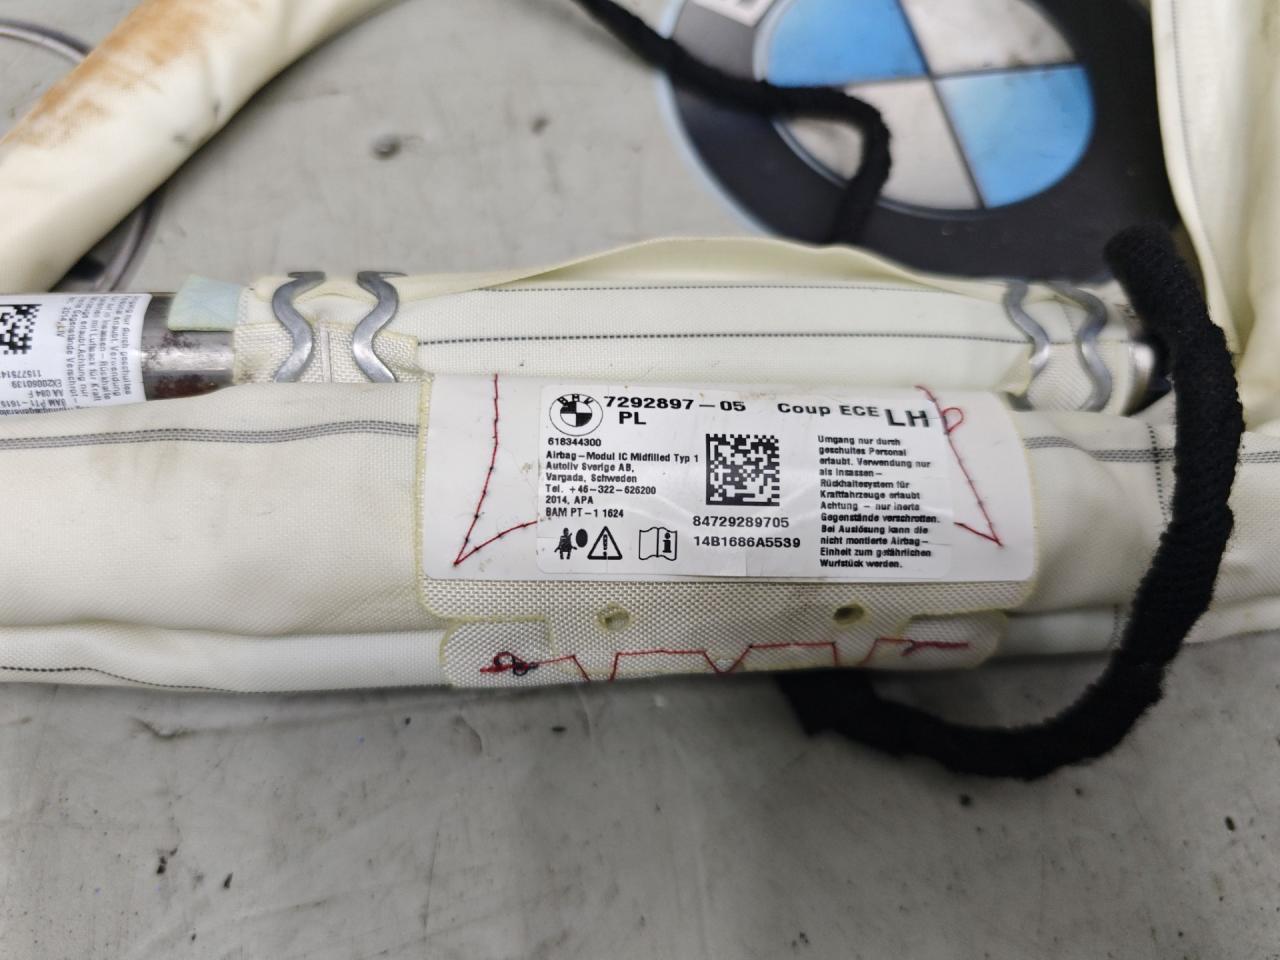 BMW
7292897-05 Coup ECE LH
PL
618344300
Airbag-Modul IC Midfilled Typ 1
Autoliv Sverige AB,
Vargada, Schweden
Tel. +46-322-626200
2014, APA
BAM PT-1 1624
84729289705
14B1686A5539
Umgang nur durch
geschultes Personal
erlaubt. Verwendung nur
als Insassen-
Rückhaltesystem für
Kraftfahrzeuge erlaubt
Achtung - nur inerte
Gegenstände verschrotten.
Bei Auslösung kann die
nicht montierte Airbag-
Einheit zum gefährlichen
Wurfstück werden.